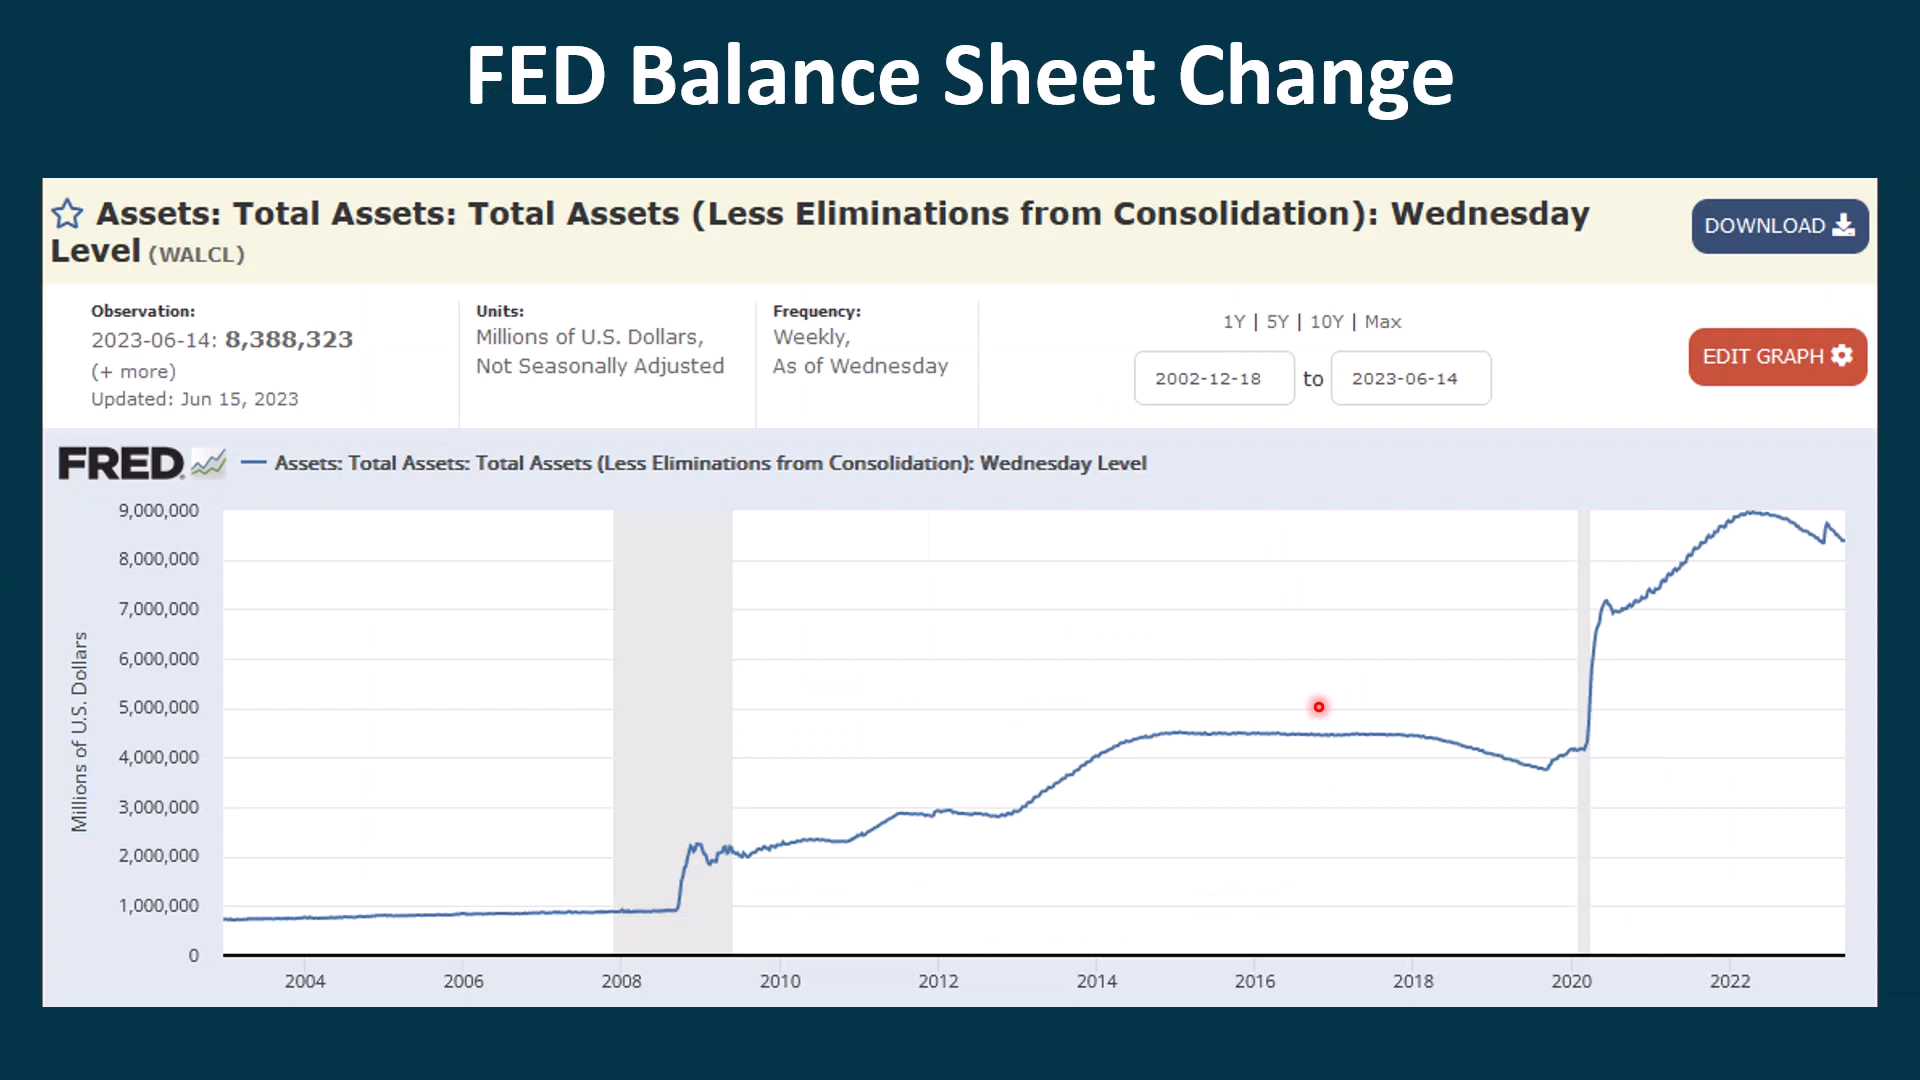 FED Balance Sheet Change
Assets: Total Assets: Total Assets (Less Eliminations from Consolidation): Wednesday
Level (WALCL)
DOWNLOAD
Observation:
2023-06-14: 8,388,323
(+ more)
Updated: Jun 15, 2023
Units:
Millions of U.S. Dollars,
Not Seasonally Adjusted
Frequency:
Weekly,
As of Wednesday
1Y | 5Y | 10Y | Max
2002-12-18 to 2023-06-14
EDIT GRAPH
FRED
Assets: Total Assets: Total Assets (Less Eliminations from Consolidation): Wednesday Level
Millions of U.S. Dollars
9,000,000
8,000,000
7,000,000
6,000,000
5,000,000
4,000,000
3,000,000
2,000,000
1,000,000
0
2004 2006 2008 2010 2012 2014 2016 2018 2020 2022